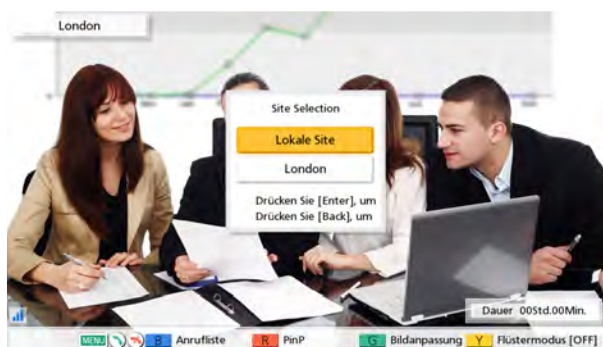 London
Site Selection
Lokale Site
London
Drücken Sie [Enter], um
Drücken Sie [Back], um
Dauer 00Std.00Min.
MENU B Anrufliste R PinP G Bildanpassung Y Flüstermodus [OFF]